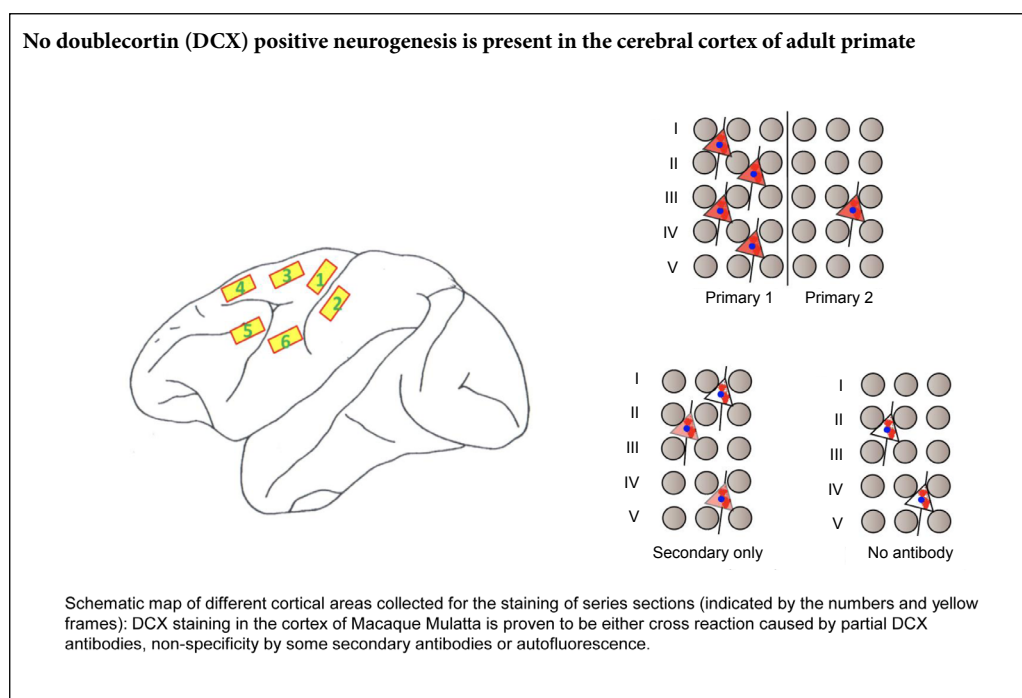 No doublecortin (DCX) positive neurogenesis is present in the cerebral cortex of adult primate
1
2
3
4
5
6
I
II
III
IV
V
Primary 1 Primary 2
I
II
III
IV
V
Secondary only
I
II
III
IV
V
No antibody
Schematic map of different cortical areas collected for the staining of series sections (indicated by the numbers and yellow
frames): DCX staining in the cortex of Macaque Mulatta is proven to be either cross reaction caused by partial DCX
antibodies, non-specificity by some secondary antibodies or autofluorescence.